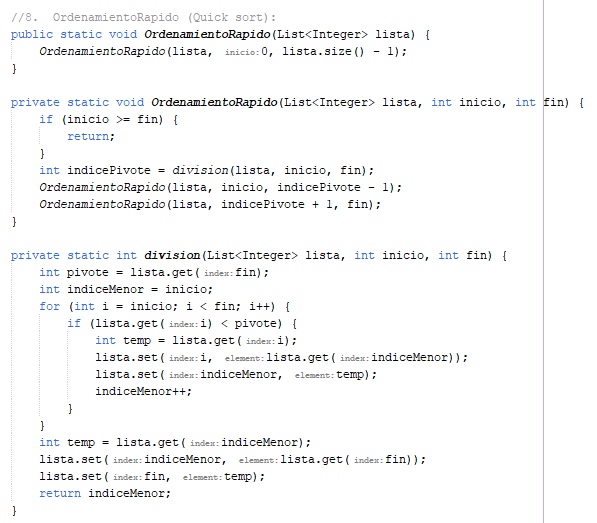 //8.  OrdenamientoRapido (Quick sort):
public static void OrdenamientoRapido(List<Integer> lista) {
    OrdenamientoRapido(lista, inicio: 0, lista.size() - 1);
}

private static void OrdenamientoRapido(List<Integer> lista, int inicio, int fin) {
    if (inicio >= fin) {
        return;
    }
    int indicePivote = division(lista, inicio, fin);
    OrdenamientoRapido(lista, inicio, indicePivote - 1);
    OrdenamientoRapido(lista, indicePivote + 1, fin);
}

private static int division(List<Integer> lista, int inicio, int fin) {
    int pivote = lista.get(index: fin);
    int indiceMenor = inicio;
    for (int i = inicio; i < fin; i++) {
        if (lista.get(index: i) < pivote) {
            int temp = lista.get(index: i);
            lista.set(index: i, element: lista.get(index: indiceMenor));
            lista.set(index: indiceMenor, element: temp);
            indiceMenor++;
        }
    }
    int temp = lista.get(index: indiceMenor);
    lista.set(index: indiceMenor, element: lista.get(index: fin));
    lista.set(index: fin, element: temp);
    return indiceMenor;
}